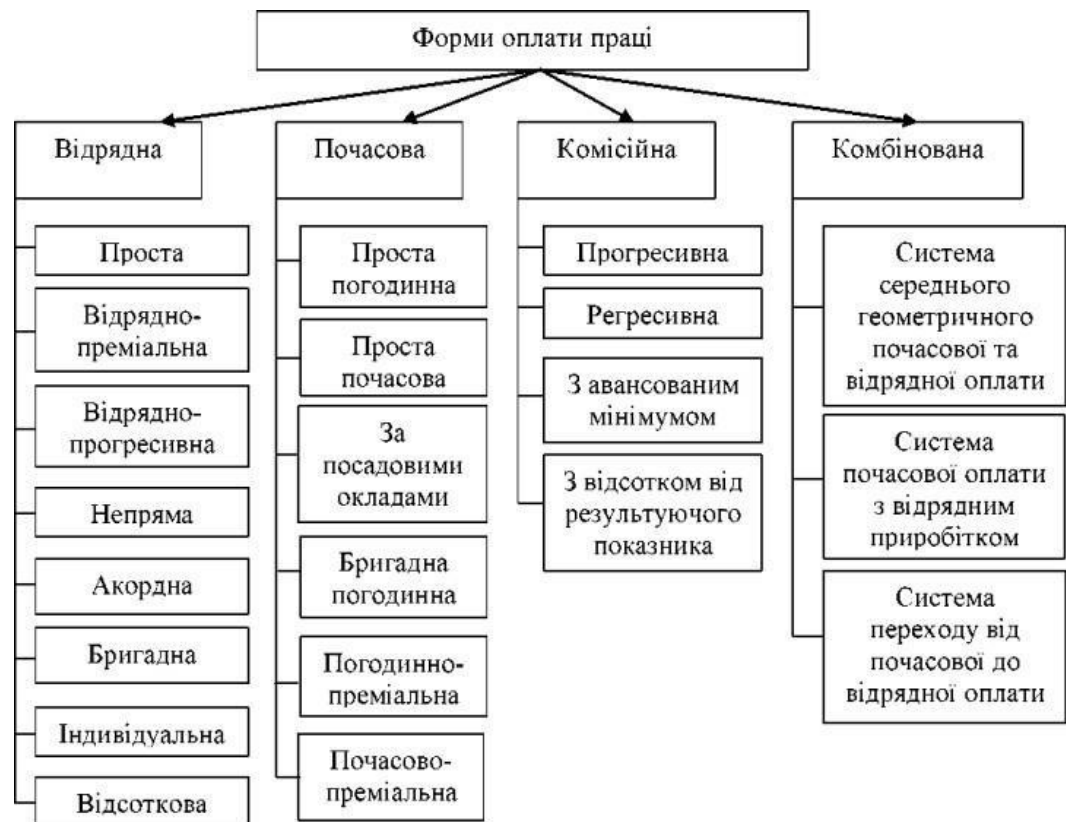 Форми оплати праці
Відрядна
Проста
Відрядно-
преміальна
Відрядно-
прогресивна
Непряма
Акордна
Бригадна
Індивідуальна
Відсоткова
Почасова
Проста
погодинна
Проста
почасова
За
посадовими
окладами
Бригадна
погодинна
Погодинно-
преміальна
Почасово-
преміальна
Комісійна
Прогресивна
Регресивна
З авансованим
мінімумом
З відсотком від
результуючого
показника
Комбінована
Система
середнього
геометричного
почасової та
відрядної оплати
Система
почасової оплати
з відрядним
приробітком
Система
переходу від
почасової до
відрядної оплати